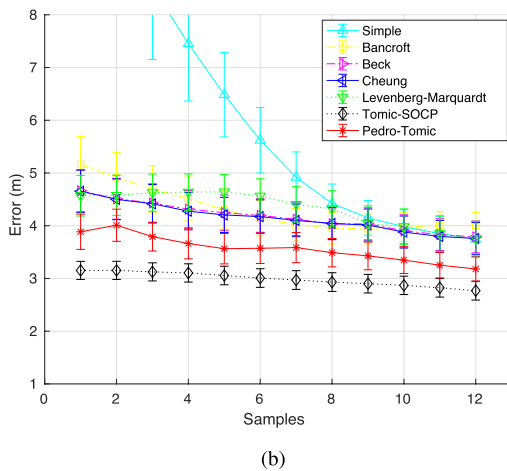 8
7
6
5
4
3
2
1
Error (m)
Simple
Bancroft
Beck
Cheung
Levenberg-Marquardt
Tomic-SOCP
Pedro-Tomic
0 2 4 6 8 10 12
Samples
(b)